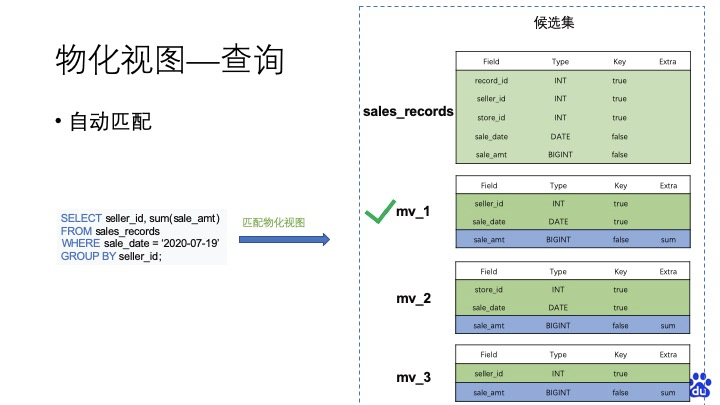 物化视图—查询
• 自动匹配
SELECT seller_id, sum(sale_amt)
FROM sales_records
WHERE sale_date = '2020-07-19'
GROUP BY seller_id;
匹配物化视图
候选集
sales_records
Field Type Key Extra
record_id INT true
seller_id INT true
store_id INT true
sale_date DATE false
sale_amt BIGINT false
mv_1
Field Type Key Extra
seller_id INT true
sale_date DATE true
sale_amt BIGINT false sum
mv_2
Field Type Key Extra
store_id INT true
sale_date DATE true
sale_amt BIGINT false sum
mv_3
Field Type Key Extra
seller_id INT true
sale_amt BIGINT false sum
du